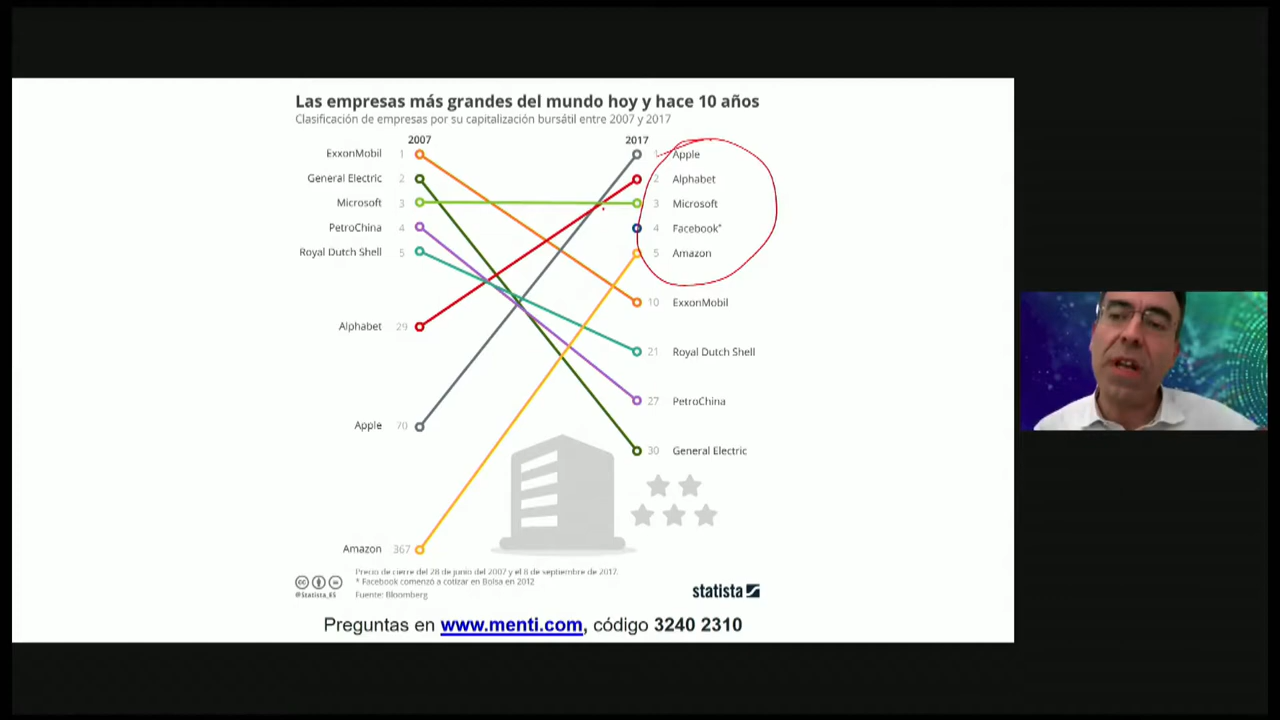 Las empresas más grandes del mundo hoy y hace 10 años
Clasificación de empresas por su capitalización bursátil entre 2007 y 2017
2007 2017
ExxonMobil 1 1 Apple
General Electric 2 2 Alphabet
Microsoft 3 3 Microsoft
PetroChina 4 4 Facebook*
Royal Dutch Shell 5 5 Amazon
10 ExxonMobil
Alphabet 29
21 Royal Dutch Shell
27 PetroChina
Apple 70
30 General Electric
Amazon 367
Precio de cierre del 28 de junio del 2007 y el 8 de septiembre de 2017.
* Facebook comenzó a cotizar en Bolsa en 2012
@Statista_ES Fuente: Bloomberg
statista
Preguntas en www.menti.com, código 3240 2310